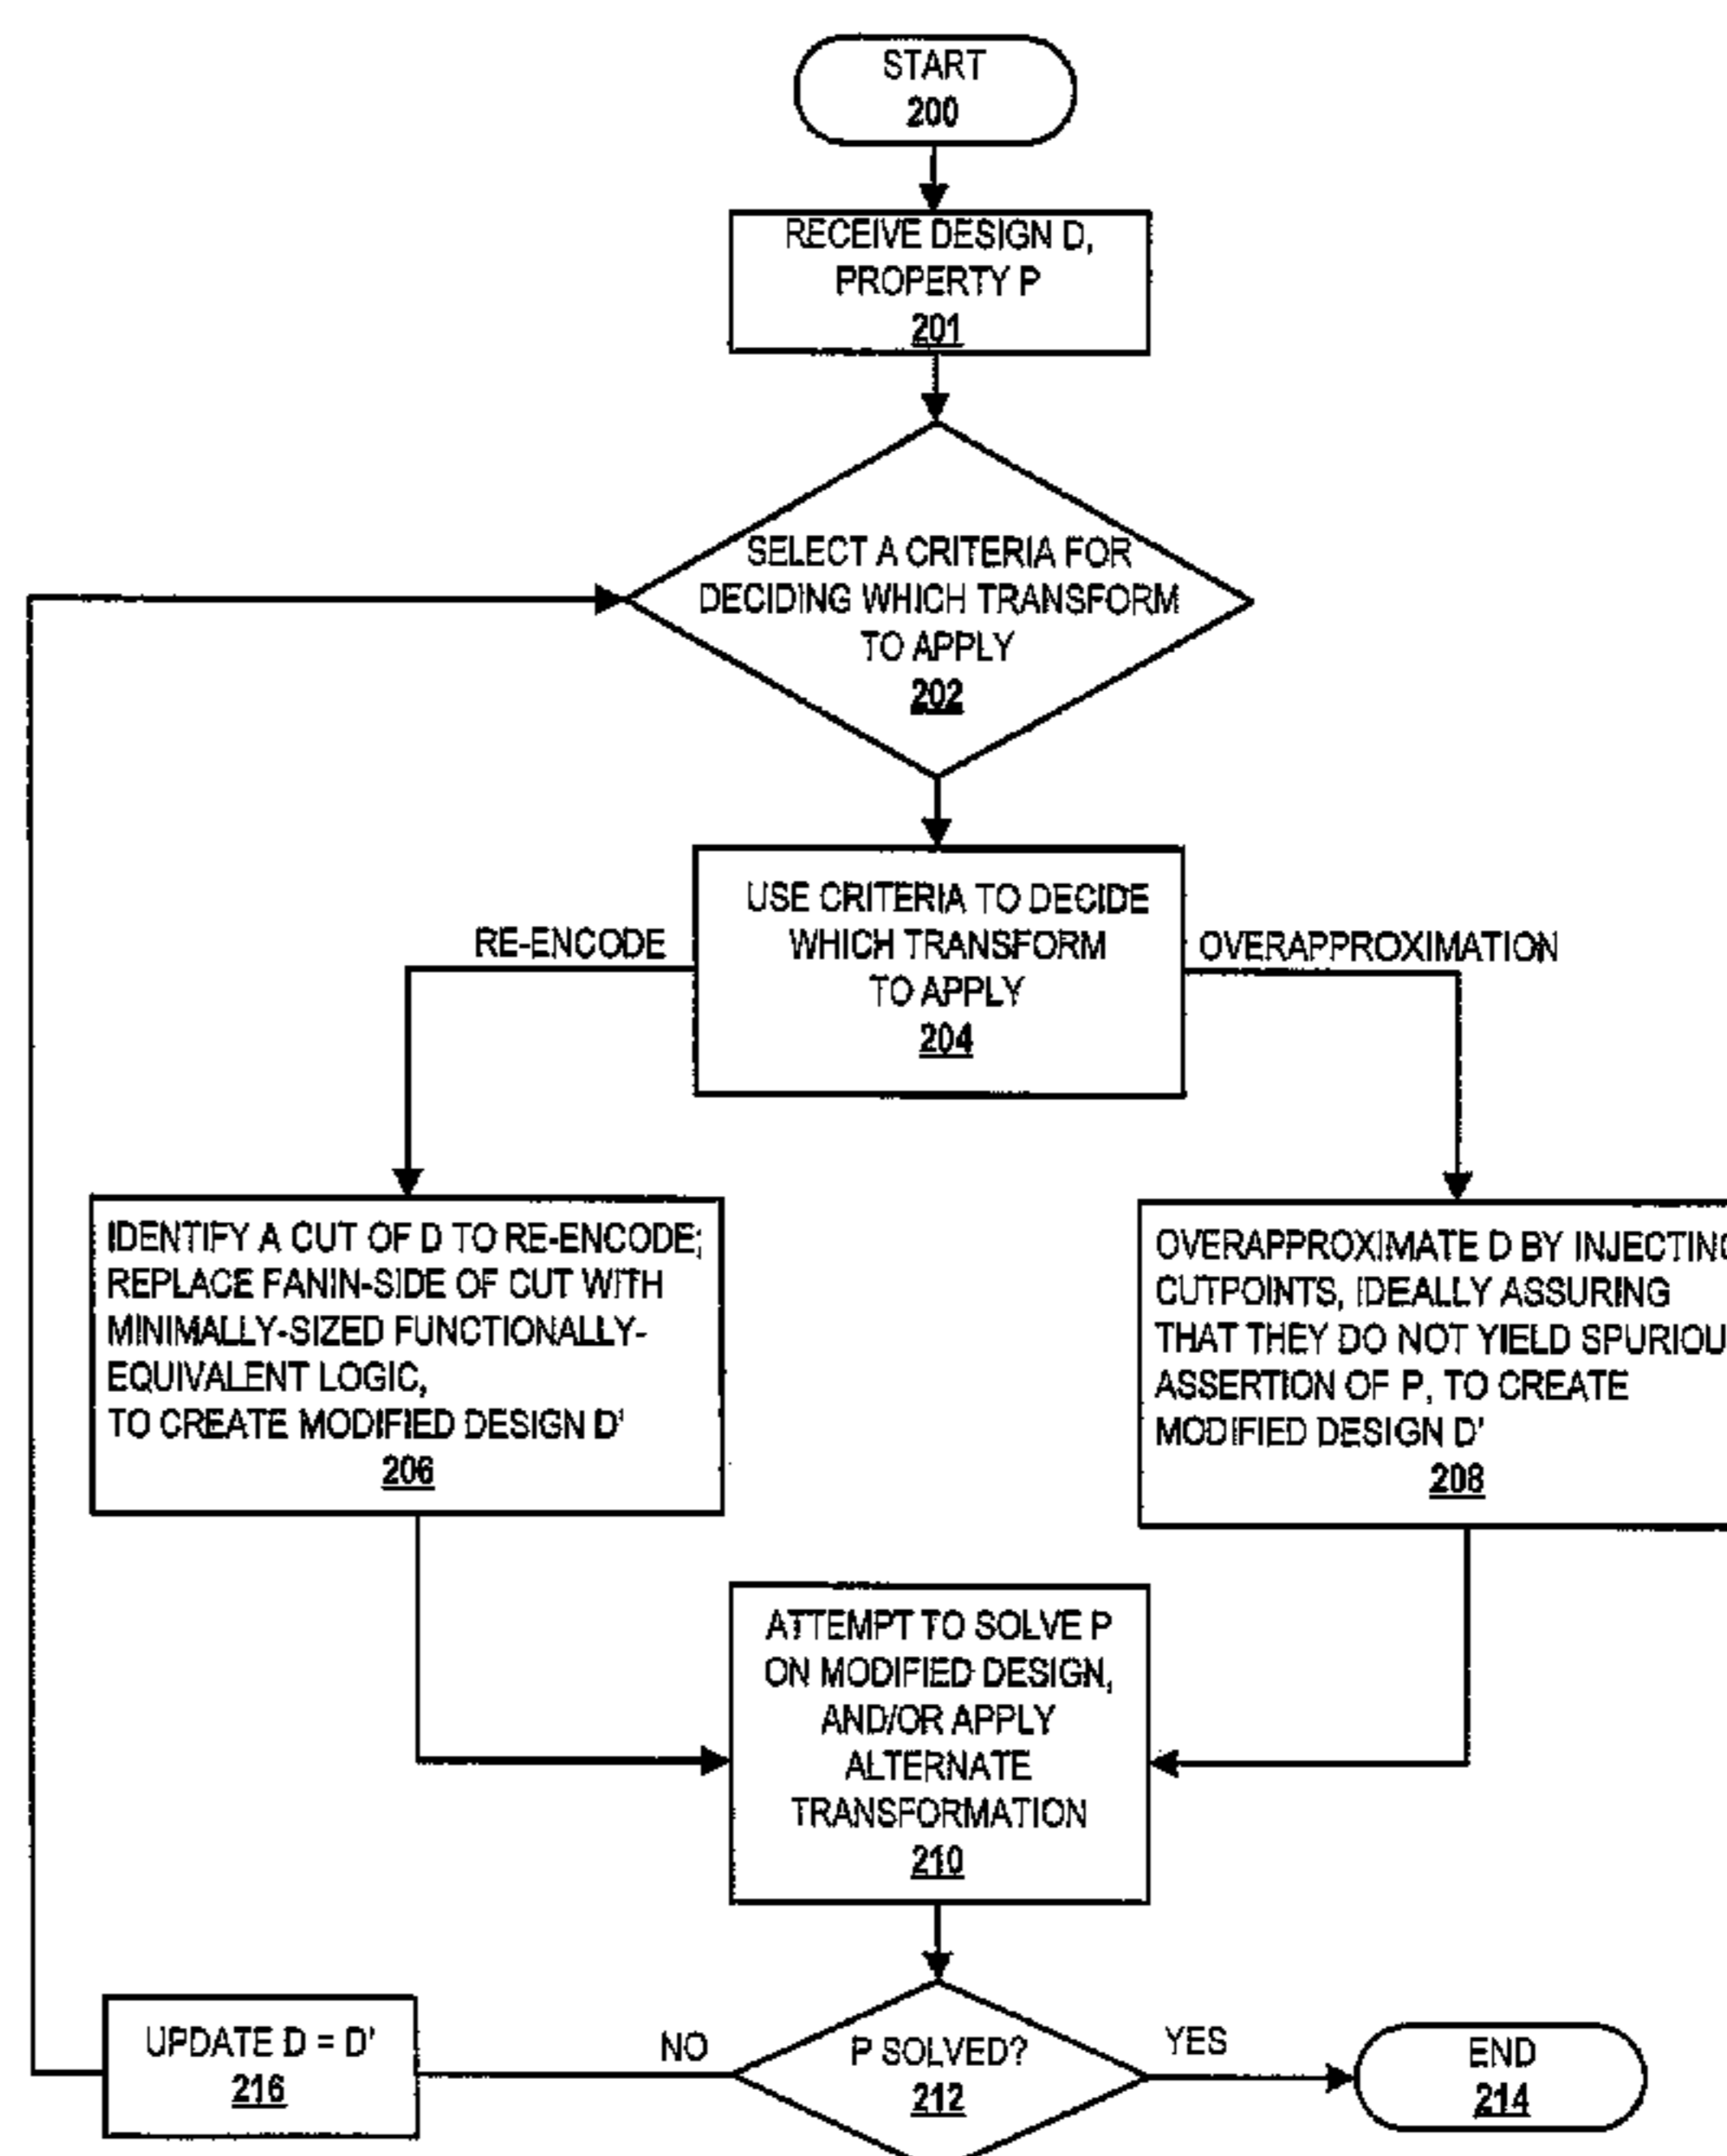 START
200
RECEIVE DESIGN D,
PROPERTY P
201
SELECT A CRITERIA FOR
DECIDING WHICH TRANSFORM
TO APPLY
202
USE CRITERIA TO DECIDE
WHICH TRANSFORM
TO APPLY
204
RE-ENCODE
OVERAPPROXIMATION
IDENTIFY A CUT OF D TO RE-ENCODE;
REPLACE FANIN-SIDE OF CUT WITH
MINIMALLY-SIZED FUNCTIONALLY-
EQUIVALENT LOGIC,
TO CREATE MODIFIED DESIGN D'
206
OVERAPPROXIMATE D BY INJECTING
CUTPOINTS, IDEALLY ASSURING
THAT THEY DO NOT YIELD SPURIOU
ASSERTION OF P, TO CREATE
MODIFIED DESIGN D'
208
ATTEMPT TO SOLVE P
ON MODIFIED DESIGN,
AND/OR APPLY
ALTERNATE
TRANSFORMATION
210
UPDATE D = D'
216
NO
P SOLVED?
212
YES
END
214